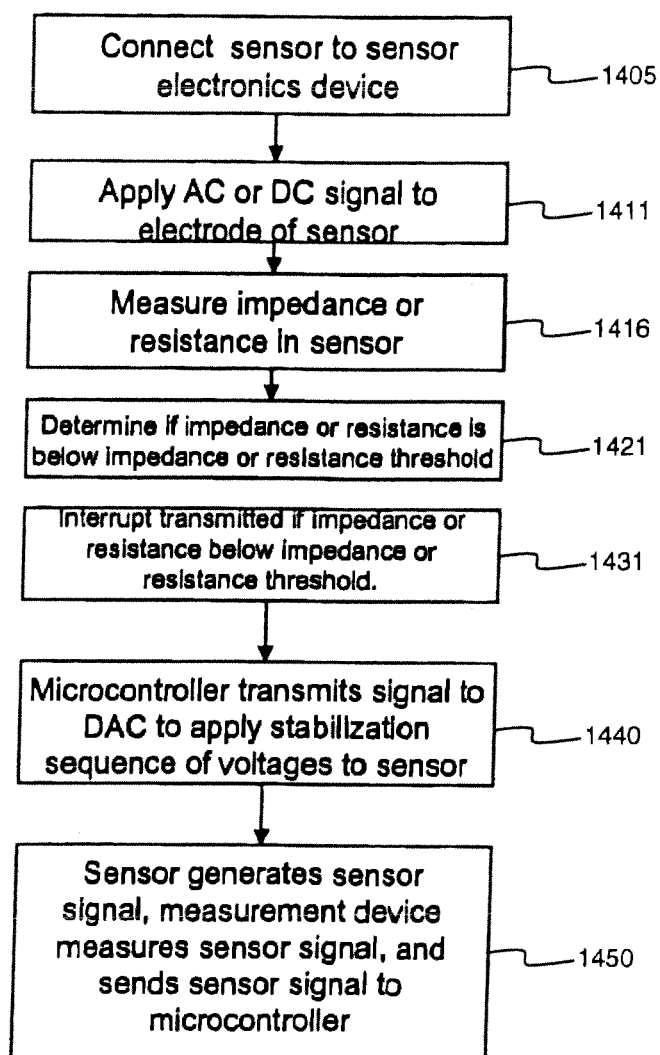 Connect sensor to sensor
electronics device
1405
Apply AC or DC signal to
electrode of sensor
1411
Measure impedance or
resistance in sensor
1416
Determine if impedance or resistance is
below impedance or resistance threshold
1421
Interrupt transmitted if impedance or
resistance below impedance or
resistance threshold.
1431
Microcontroller transmits signal to
DAC to apply stabilization
sequence of voltages to sensor
1440
Sensor generates sensor
signal, measurement device
measures sensor signal, and
sends sensor signal to
microcontroller
1450